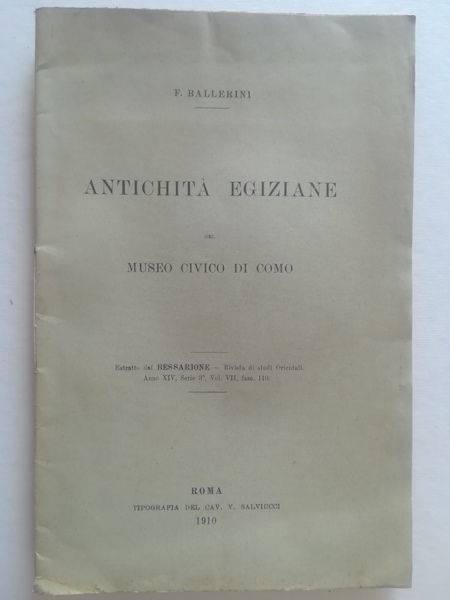 F. BALLERINI
ANTICHITÀ EGIZIANE
DEL
MUSEO CIVICO DI COMO
Estratto dal BESSARIONE — Rivista di studi Orientali.
Anno XIV, Serie 3ª, Vol. VII, fasc. 110.
ROMA
TIPOGRAFIA DEL CAV. V. SALVIUCCI
1910